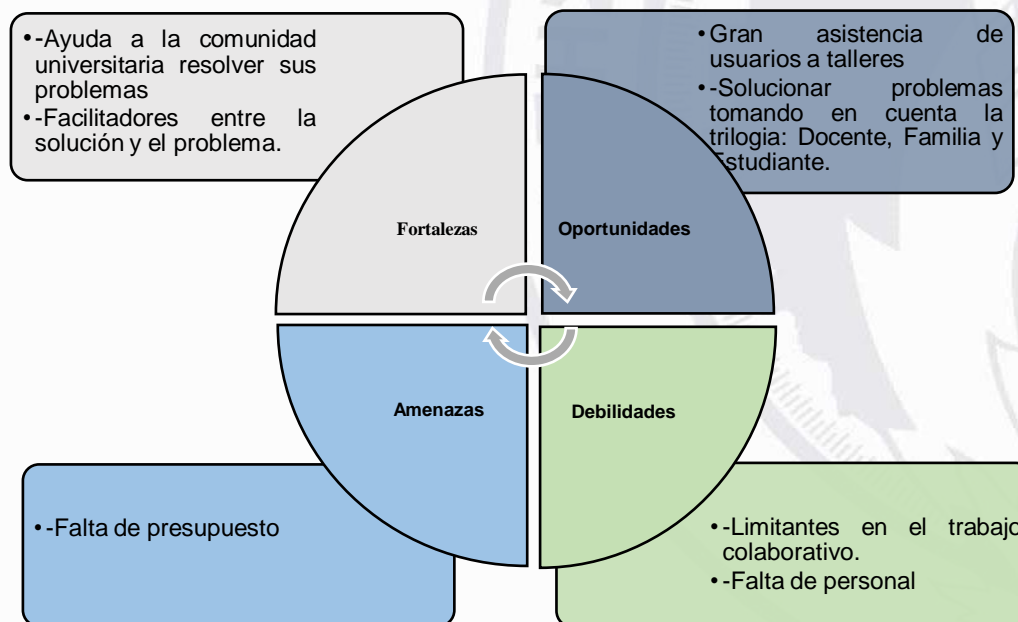 • -Ayuda a la comunidad
universitaria resolver sus
problemas
• -Facilitadores entre la
solución y el problema.
• Gran asistencia de
usuarios a talleres
• -Solucionar problemas
tomando en cuenta la
trilogia: Docente, Familia y
Estudiante.
Fortalezas
Oportunidades
Amenazas
Debilidades
• -Falta de presupuesto
• -Limitantes en el trabajo
colaborativo.
• -Falta de personal